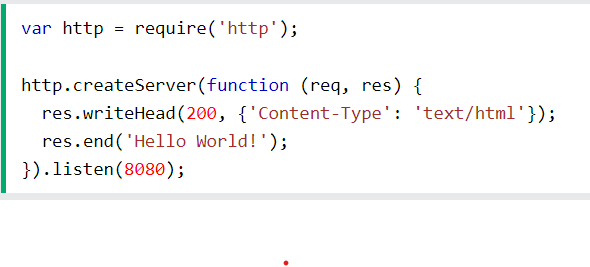 var http = require('http');

http.createServer(function (req, res) {
  res.writeHead(200, {'Content-Type': 'text/html'});
  res.end('Hello World!');
}).listen(8080);